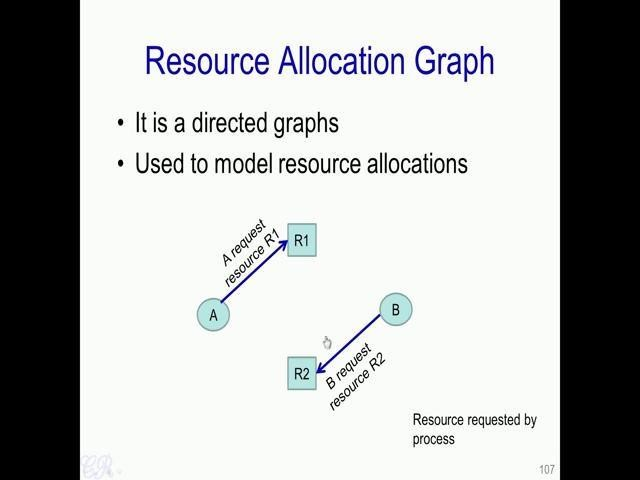 Resource Allocation Graph
• It is a directed graphs
• Used to model resource allocations
A request
resource R1
R1
A
B
R2
B request
resource R2
Resource requested by
process
CR
107